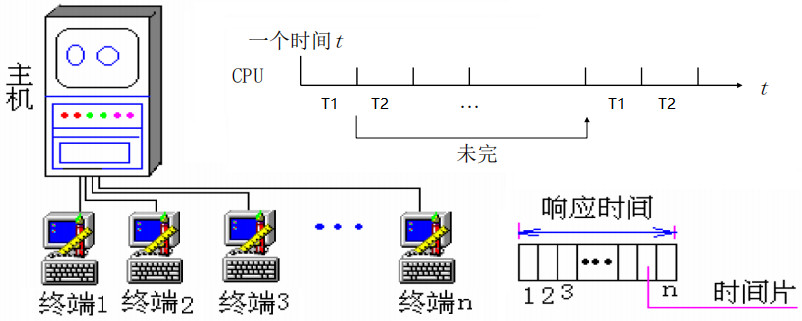 主机
一个时间t
CPU
t
T1 T2 ... T1 T2
未完
终端1 终端2 终端3 ••• 终端n
响应时间
•••
1 2 3 n
时间片